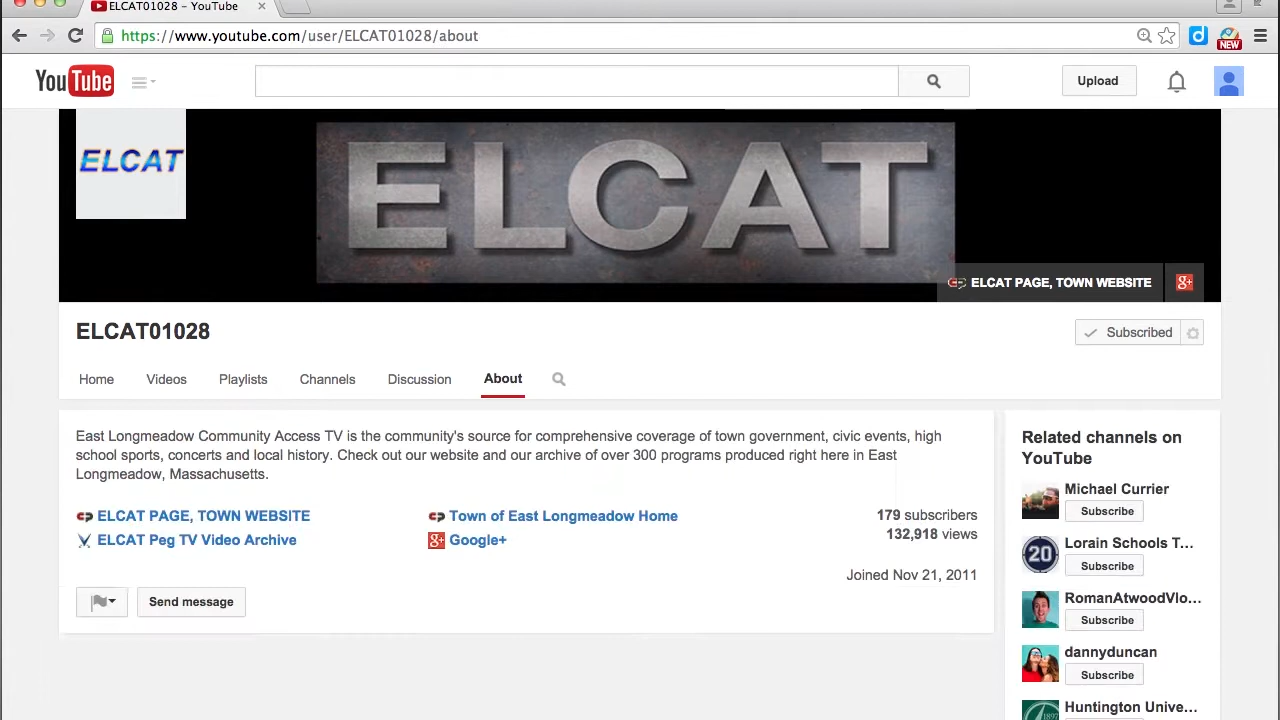 ELCAT01028 - YouTube
https://www.youtube.com/user/ELCAT01028/about
NEW
YouTube
Upload
ELCAT
ELCAT
ELCAT PAGE, TOWN WEBSITE
g+
ELCAT01028
Subscribed
Home Videos Playlists Channels Discussion About
East Longmeadow Community Access TV is the community's source for comprehensive coverage of town government, civic events, high
school sports, concerts and local history. Check out our website and our archive of over 300 programs produced right here in East
Longmeadow, Massachusetts.
ELCAT PAGE, TOWN WEBSITE
Town of East Longmeadow Home
179 subscribers
ELCAT Peg TV Video Archive
Google+
132,918 views
Joined Nov 21, 2011
Send message
Related channels on
YouTube
Michael Currier
Subscribe
20
Lorain Schools T...
Subscribe
RomanAtwoodVlo...
Subscribe
dannyduncan
Subscribe
Huntington Unive...
1897